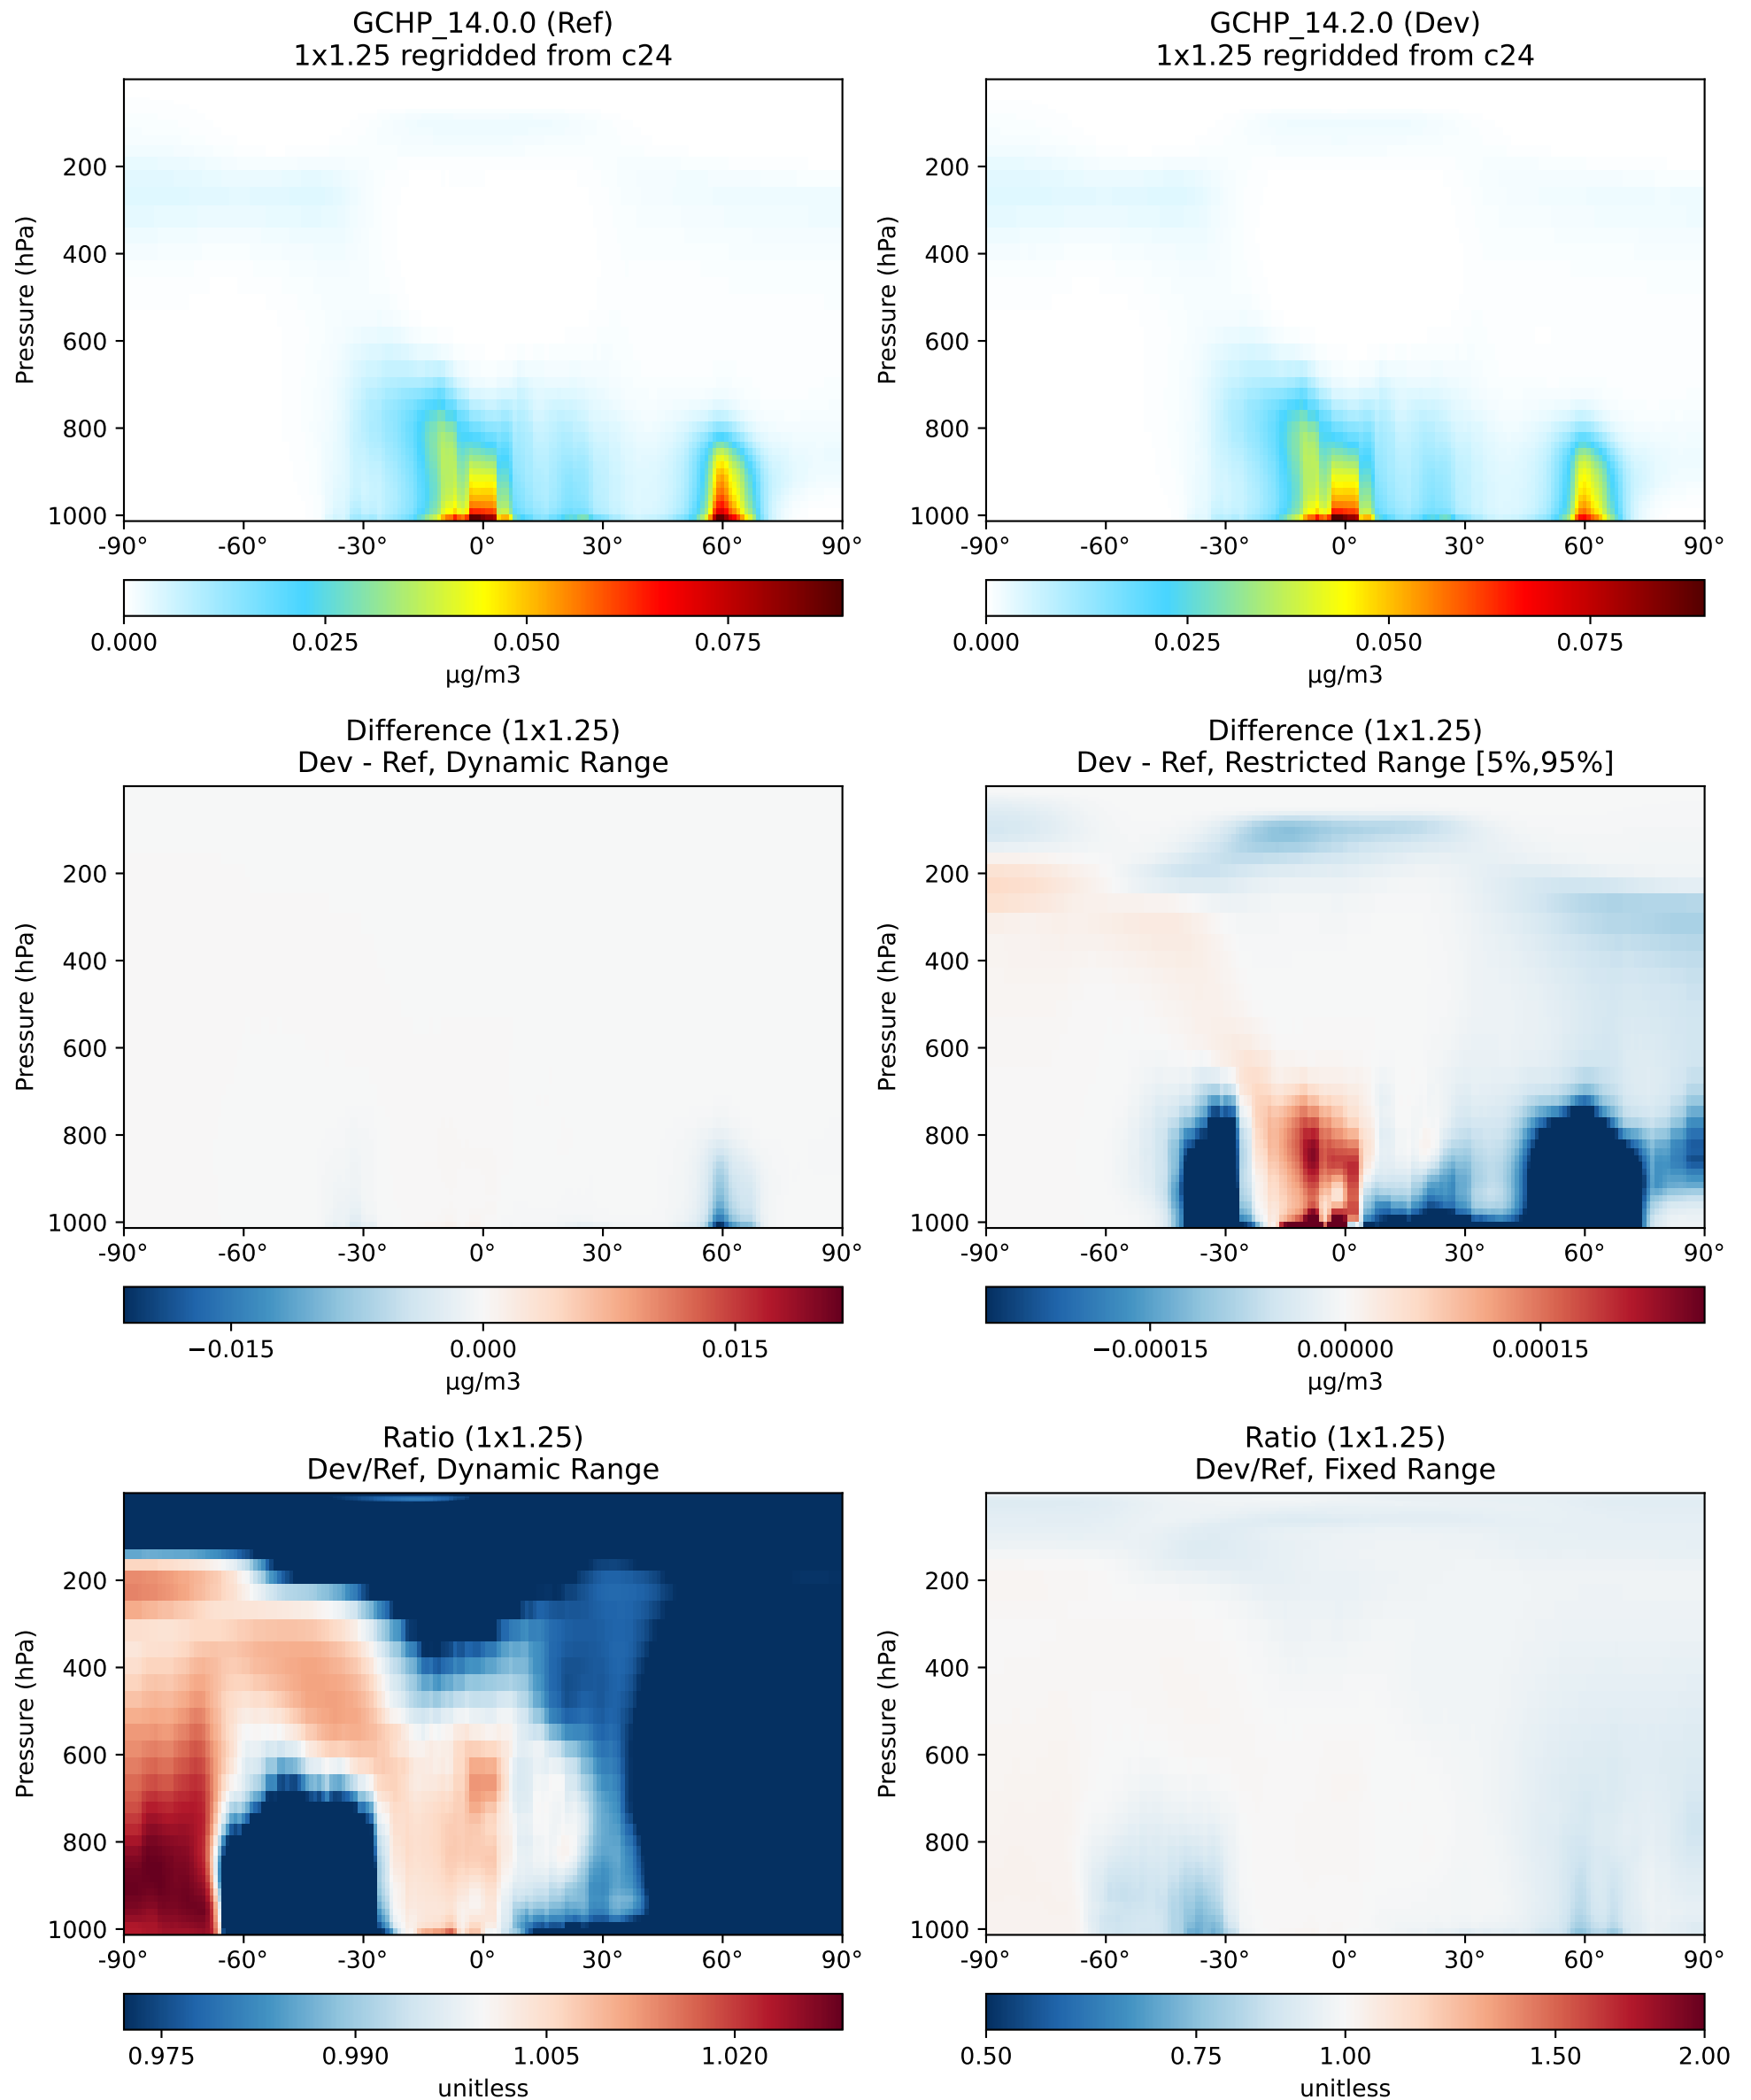 GCHP_14.0.0 (Ref)
1x1.25 regridded from c24
Pressure (hPa)
200
400
600
800
1000
-90° -60° -30° 0° 30° 60° 90°
0.000 0.025 0.050 0.075
µg/m3
GCHP_14.2.0 (Dev)
1x1.25 regridded from c24
Pressure (hPa)
200
400
600
800
1000
-90° -60° -30° 0° 30° 60° 90°
0.000 0.025 0.050 0.075
µg/m3
Difference (1x1.25)
Dev - Ref, Dynamic Range
Pressure (hPa)
200
400
600
800
1000
-90° -60° -30° 0° 30° 60° 90°
−0.015 0.000 0.015
µg/m3
Difference (1x1.25)
Dev - Ref, Restricted Range [5%,95%]
Pressure (hPa)
200
400
600
800
1000
-90° -60° -30° 0° 30° 60° 90°
−0.00015 0.00000 0.00015
µg/m3
Ratio (1x1.25)
Dev/Ref, Dynamic Range
Pressure (hPa)
200
400
600
800
1000
-90° -60° -30° 0° 30° 60° 90°
0.975 0.990 1.005 1.020
unitless
Ratio (1x1.25)
Dev/Ref, Fixed Range
Pressure (hPa)
200
400
600
800
1000
-90° -60° -30° 0° 30° 60° 90°
0.50 0.75 1.00 1.50 2.00
unitless